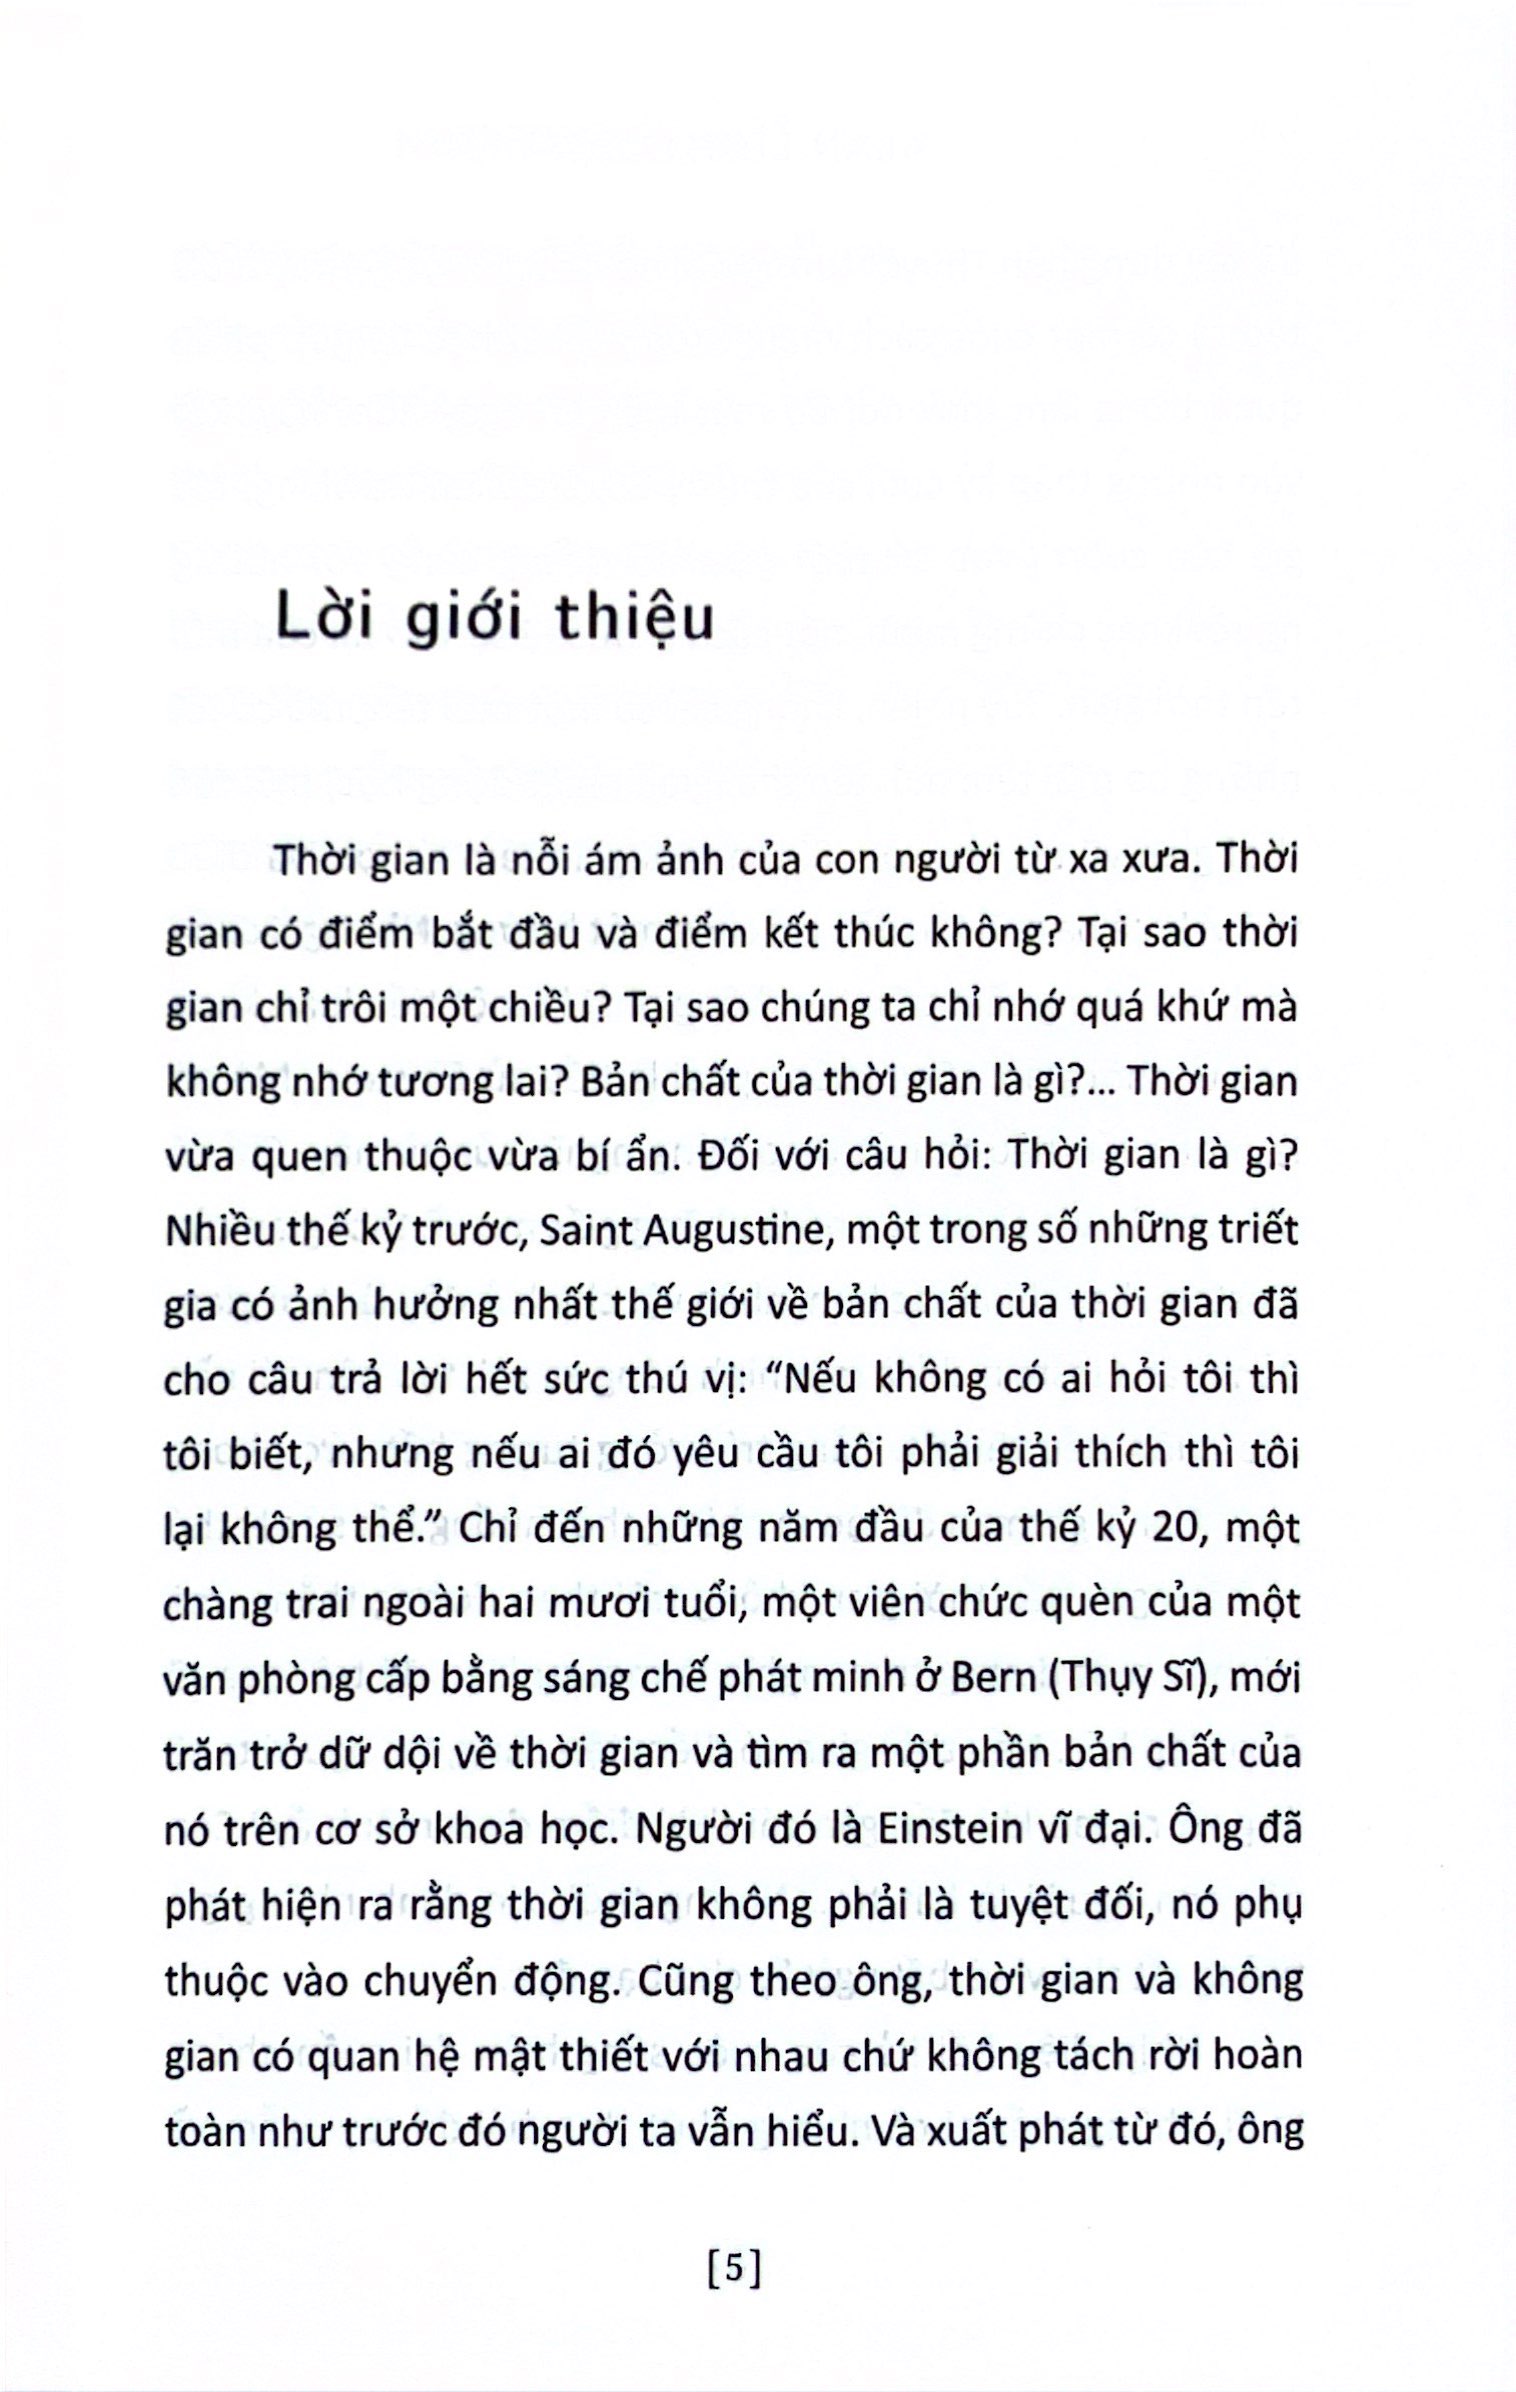 Lời giới thiệu
Thời gian là nỗi ám ảnh của con người từ xa xưa. Thời
gian có điểm bắt đầu và điểm kết thúc không? Tại sao thời
gian chỉ trôi một chiều? Tại sao chúng ta chỉ nhớ quá khứ mà
không nhớ tương lai? Bản chất của thời gian là gì?... Thời gian
vừa quen thuộc vừa bí ẩn. Đối với câu hỏi: Thời gian là gì?
Nhiều thế kỷ trước, Saint Augustine, một trong số những triết
gia có ảnh hưởng nhất thế giới về bản chất của thời gian đã
cho câu trả lời hết sức thú vị: “Nếu không có ai hỏi tôi thì
tôi biết, nhưng nếu ai đó yêu cầu tôi phải giải thích thì tôi
lại không thể.” Chỉ đến những năm đầu của thế kỷ 20, một
chàng trai ngoài hai mươi tuổi, một viên chức quèn của một
văn phòng cấp bằng sáng chế phát minh ở Bern (Thụy Sĩ), mới
trăn trở dữ dội về thời gian và tìm ra một phần bản chất của
nó trên cơ sở khoa học. Người đó là Einstein vĩ đại. Ông đã
phát hiện ra rằng thời gian không phải là tuyệt đối, nó phụ
thuộc vào chuyển động. Cũng theo ông, thời gian và không
gian có quan hệ mật thiết với nhau chứ không tách rời hoàn
toàn như trước đó người ta vẫn hiểu. Và xuất phát từ đó, ông
[5]